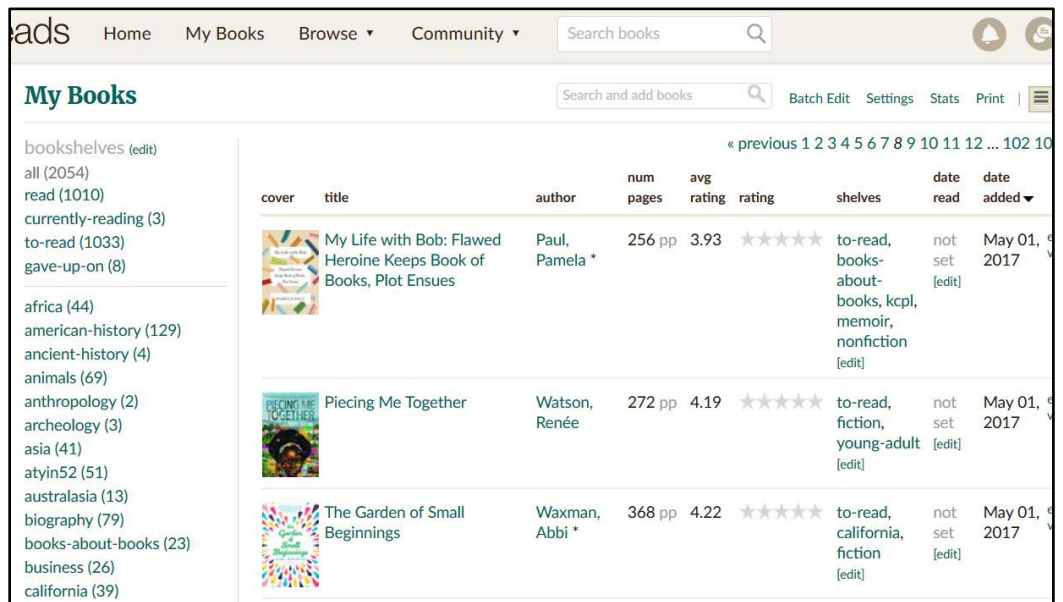 ads Home My Books Browse ▾ Community ▾ Search books
My Books Search and add books Batch Edit Settings Stats Print |
« previous 1 2 3 4 5 6 7 8 9 10 11 12 ... 102 10
bookshelves (edit)
all (2054)
read (1010)
currently-reading (3)
to-read (1033)
gave-up-on (8)
africa (44)
american-history (129)
ancient-history (4)
animals (69)
anthropology (2)
archeology (3)
asia (41)
atyin52 (51)
australasia (13)
biography (79)
books-about-books (23)
business (26)
california (39)
cover title author num pages avg rating rating shelves date read date added ▾
My Life with Bob: Flawed
Heroine Keeps Book of
Books, Plot Ensues
Paul,
Pamela *
256 pp 3.93
to-read,
books-
about-
books, kcpl,
memoir,
nonfiction
[edit]
not
set
[edit]
May 01,
2017
PIECING ME
TOGETHER
Piecing Me Together
Watson,
Renée
272 pp 4.19
to-read,
fiction,
young-adult
[edit]
not
set
[edit]
May 01,
2017
The
Garden
of
Small
Beginnings
The Garden of Small
Beginnings
Waxman,
Abbi *
368 pp 4.22
to-read,
california,
fiction
[edit]
not
set
[edit]
May 01,
2017